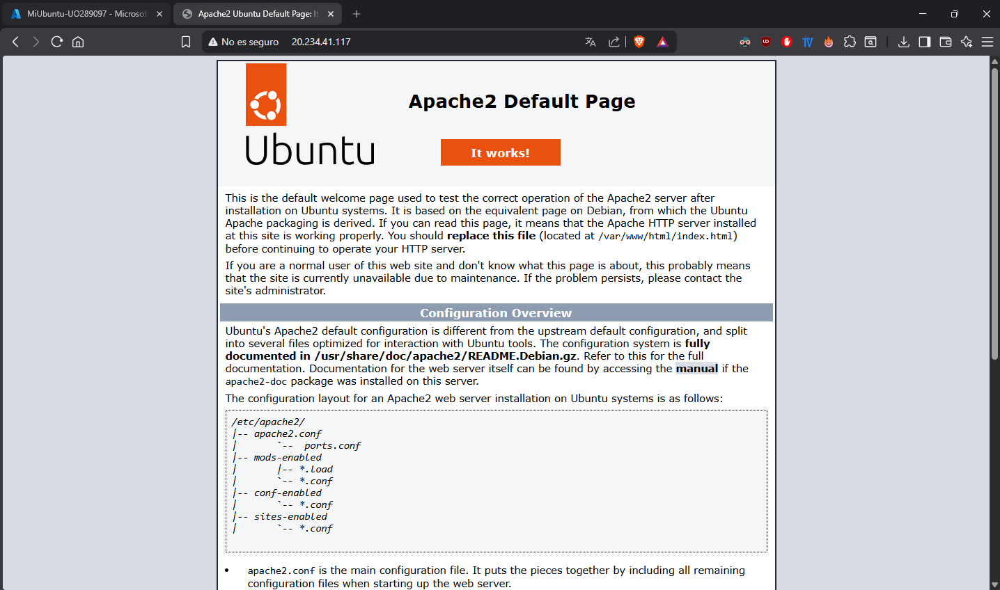 MiUbuntu-UO289097 - Microsof
Apache2 Ubuntu Default Page: It
No es seguro 20.234.41.117
UD
TV
Ubuntu
Apache2 Default Page
It works!
This is the default welcome page used to test the correct operation of the Apache2 server after
installation on Ubuntu systems. It is based on the equivalent page on Debian, from which the Ubuntu
Apache packaging is derived. If you can read this page, it means that the Apache HTTP server installed
at this site is working properly. You should replace this file (located at /var/www/html/index.html)
before continuing to operate your HTTP server.
If you are a normal user of this web site and don't know what this page is about, this probably means
that the site is currently unavailable due to maintenance. If the problem persists, please contact the
site's administrator.
Configuration Overview
Ubuntu's Apache2 default configuration is different from the upstream default configuration, and split
into several files optimized for interaction with Ubuntu tools. The configuration system is fully
documented in /usr/share/doc/apache2/README.Debian.gz. Refer to this for the full
documentation. Documentation for the web server itself can be found by accessing the manual if the
apache2-doc package was installed on this server.
The configuration layout for an Apache2 web server installation on Ubuntu systems is as follows:
/etc/apache2/
|-- apache2.conf
|       `--  ports.conf
|-- mods-enabled
|       |-- *.load
|       `-- *.conf
|-- conf-enabled
|       `-- *.conf
|-- sites-enabled
|       `-- *.conf
• apache2.conf is the main configuration file. It puts the pieces together by including all remaining
configuration files when starting up the web server.